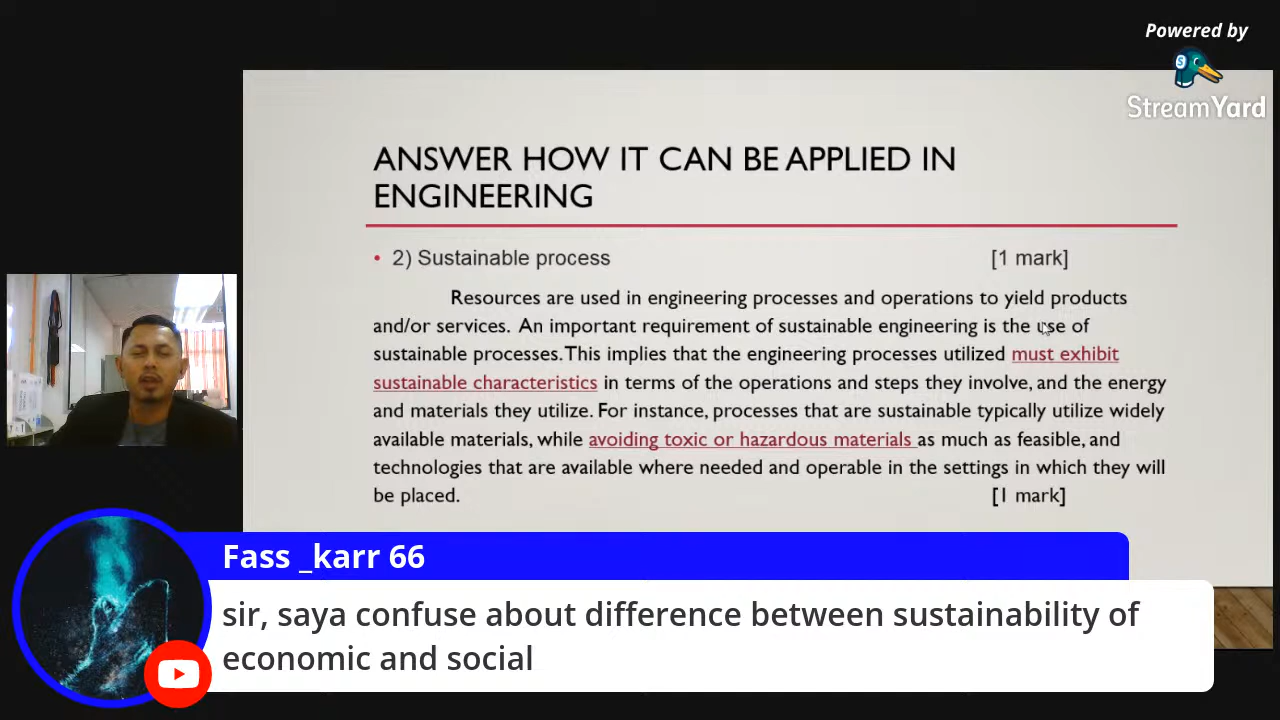 Powered by
StreamYard
ANSWER HOW IT CAN BE APPLIED IN
ENGINEERING
• 2) Sustainable process [1 mark]
Resources are used in engineering processes and operations to yield products
and/or services. An important requirement of sustainable engineering is the use of
sustainable processes. This implies that the engineering processes utilized must exhibit
sustainable characteristics in terms of the operations and steps they involve, and the energy
and materials they utilize. For instance, processes that are sustainable typically utilize widely
available materials, while avoiding toxic or hazardous materials as much as feasible, and
technologies that are available where needed and operable in the settings in which they will
be placed. [1 mark]
Fass _karr 66
sir, saya confuse about difference between sustainability of
economic and social